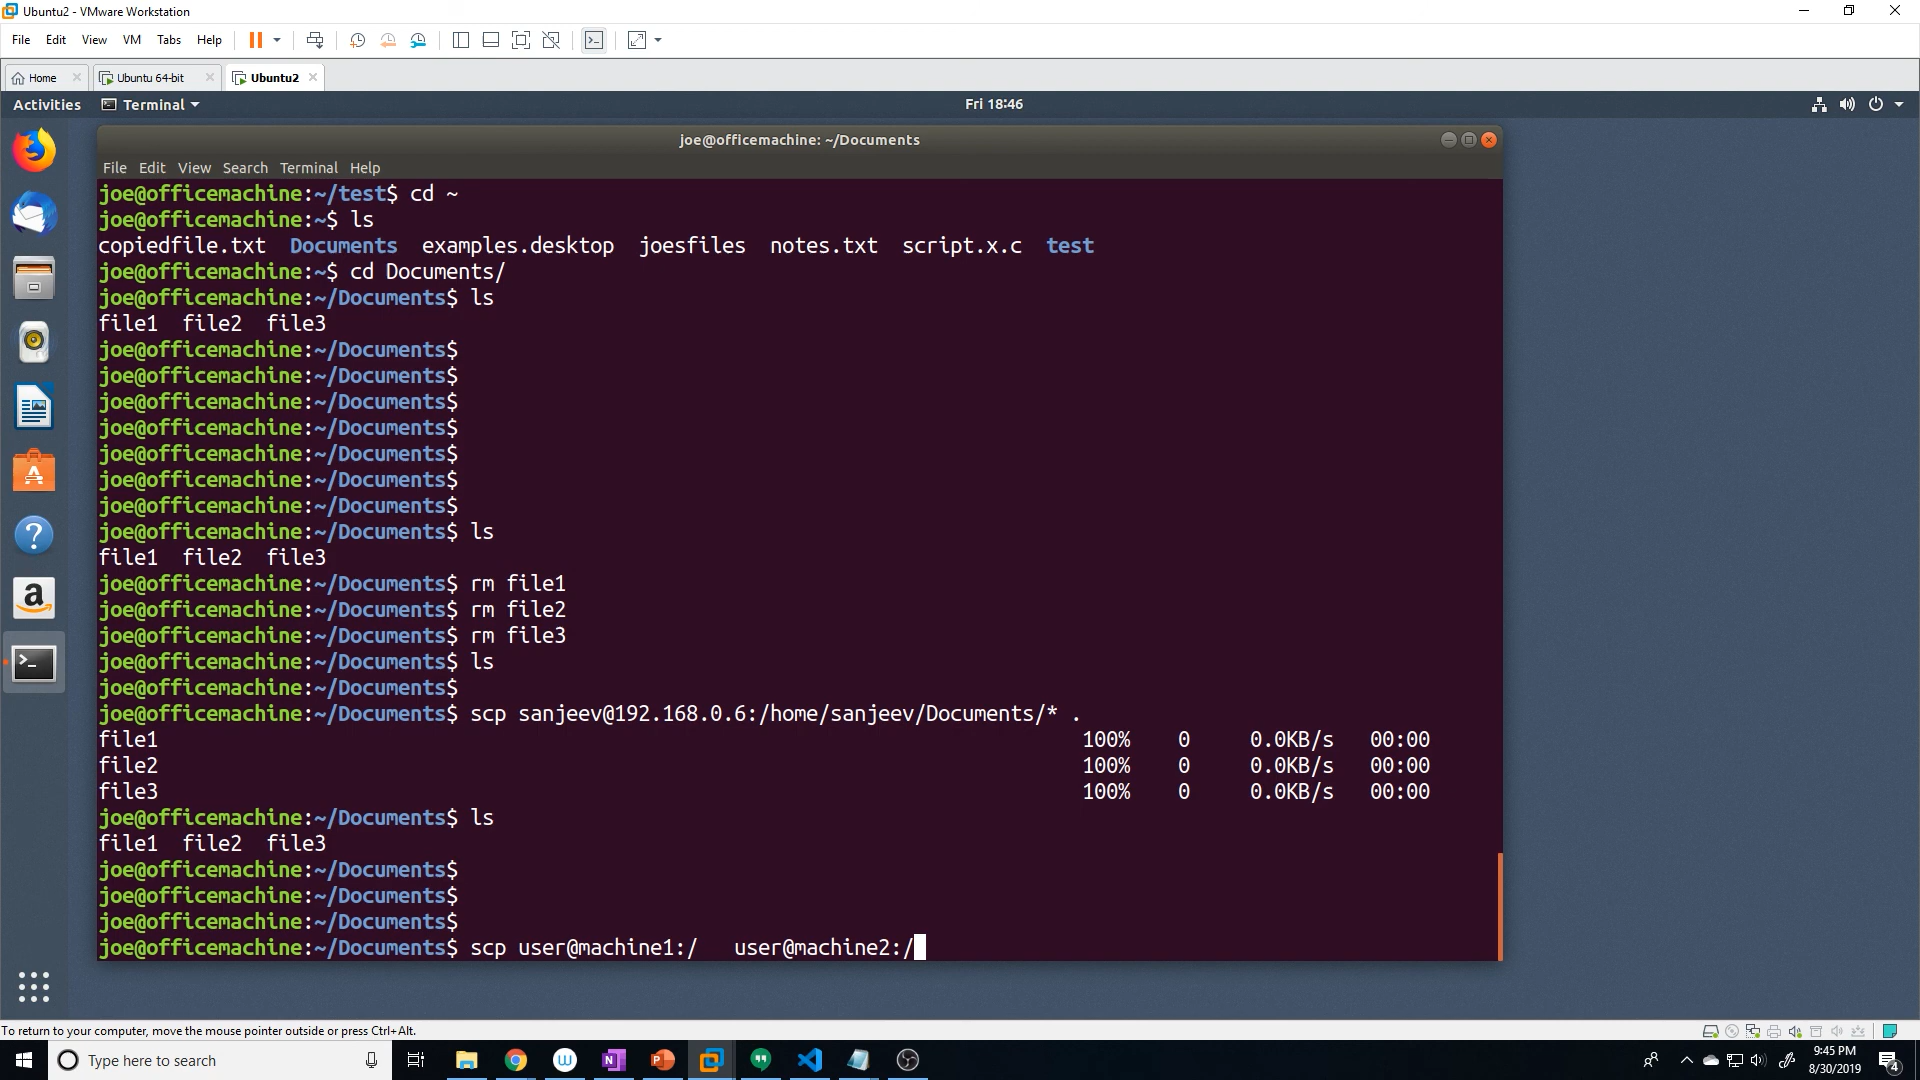 Ubuntu2 - VMware Workstation
File Edit View VM Tabs Help
Home Ubuntu 64-bit Ubuntu2
Activities Terminal Fri 18:46
joe@officemachine: ~/Documents
File Edit View Search Terminal Help
joe@officemachine:~/test$ cd ~
joe@officemachine:~$ ls
copiedfile.txt Documents examples.desktop joesfiles notes.txt script.x.c test
joe@officemachine:~$ cd Documents/
joe@officemachine:~/Documents$ ls
file1 file2 file3
joe@officemachine:~/Documents$
joe@officemachine:~/Documents$
joe@officemachine:~/Documents$
joe@officemachine:~/Documents$
joe@officemachine:~/Documents$
joe@officemachine:~/Documents$
joe@officemachine:~/Documents$
joe@officemachine:~/Documents$ ls
file1 file2 file3
joe@officemachine:~/Documents$ rm file1
joe@officemachine:~/Documents$ rm file2
joe@officemachine:~/Documents$ rm file3
joe@officemachine:~/Documents$ ls
joe@officemachine:~/Documents$
joe@officemachine:~/Documents$ scp sanjeev@192.168.0.6:/home/sanjeev/Documents/* .
file1 100% 0 0.0KB/s 00:00
file2 100% 0 0.0KB/s 00:00
file3 100% 0 0.0KB/s 00:00
joe@officemachine:~/Documents$ ls
file1 file2 file3
joe@officemachine:~/Documents$
joe@officemachine:~/Documents$
joe@officemachine:~/Documents$
joe@officemachine:~/Documents$ scp user@machine1:/ user@machine2:/
To return to your computer, move the mouse pointer outside or press Ctrl+Alt.
Type here to search
9:45 PM
8/30/2019
4